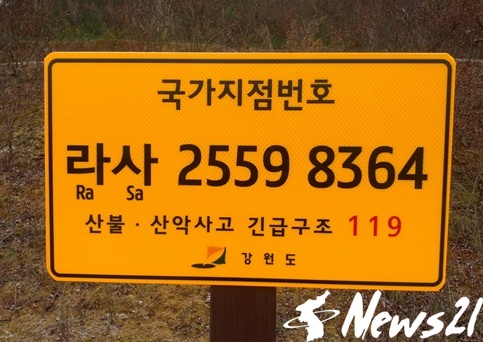 국가지점번호
라사 2559 8364
Ra Sa
산불·산악사고 긴급구조 119
강원도
News21